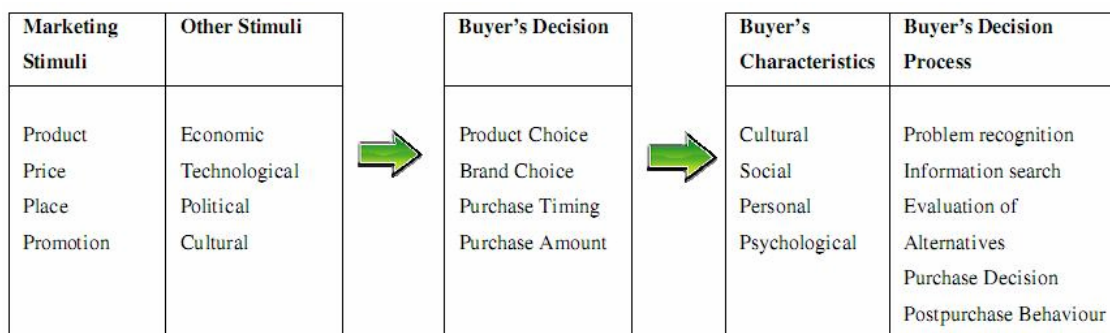 Marketing
Stimuli
Product
Price
Place
Promotion
Other Stimuli
Economic
Technological
Political
Cultural
Buyer's Decision
Product Choice
Brand Choice
Purchase Timing
Purchase Amount
Buyer's
Characteristics
Cultural
Social
Personal
Psychological
Buyer's Decision
Process
Problem recognition
Information search
Evaluation of
Alternatives
Purchase Decision
Postpurchase Behaviour